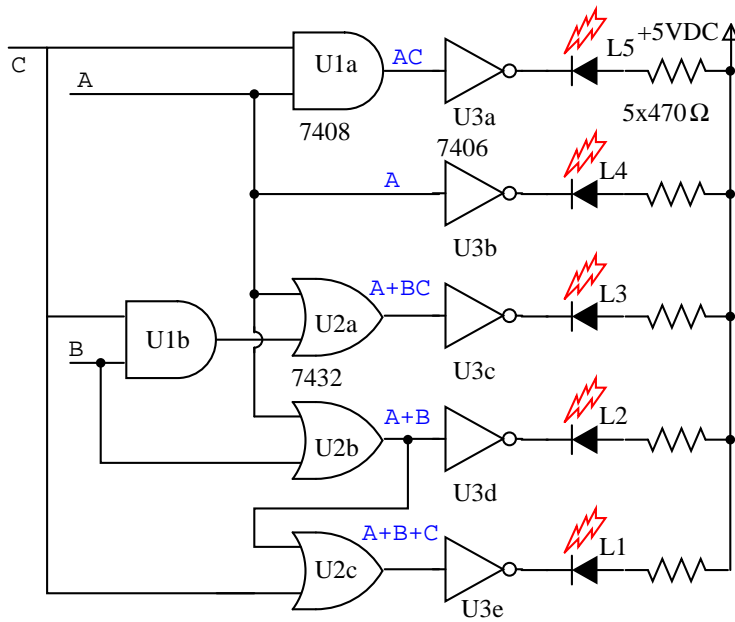 L5 +5VDC
C
U1a
AC
A
U3a
5x470Ω
7408
7406
L4
A
U3b
A+BC
L3
U2a
U1b
B
U3c
7432
A+B
L2
U2b
U3d
A+B+C
L1
U2c
U3e